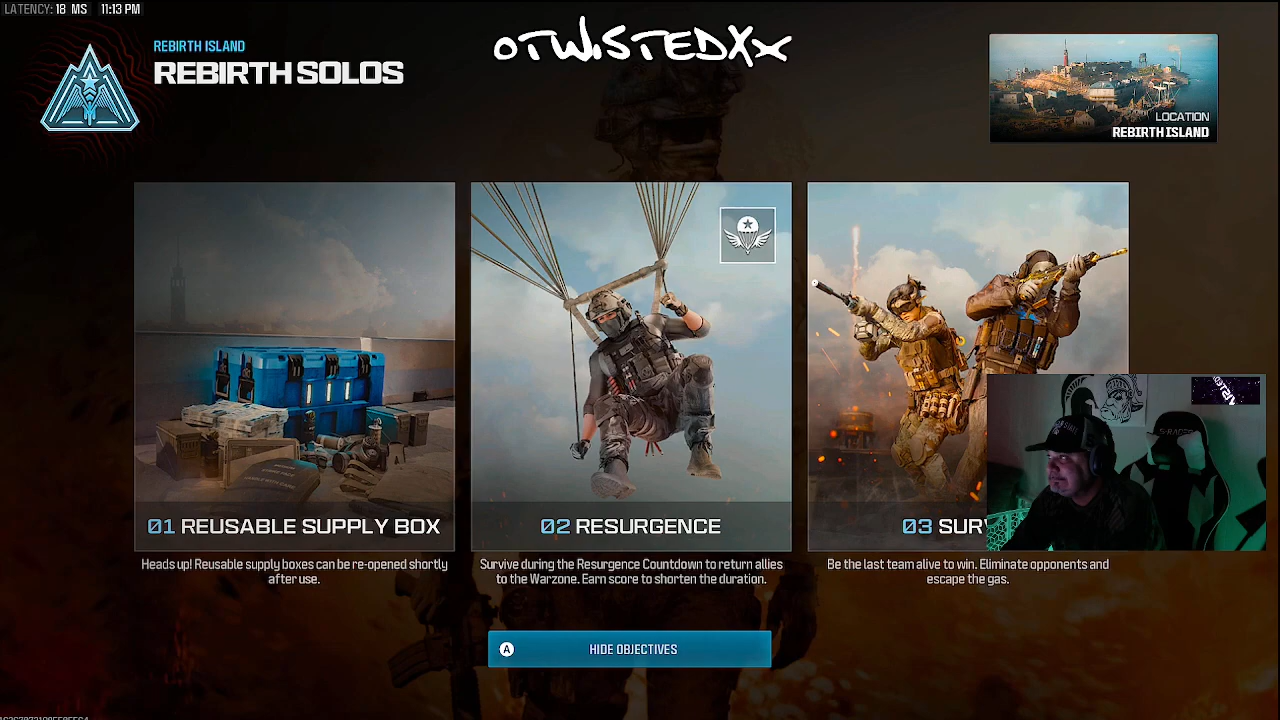 LATENCY: 18 MS 11:13 PM
REBIRTH ISLAND
REBIRTH SOLOS
oTWiSTEDXx
LOCATION
REBIRTH ISLAND
01 REUSABLE SUPPLY BOX
Heads up! Reusable supply boxes can be re-opened shortly
after use.
02 RESURGENCE
Survive during the Resurgence Countdown to return allies
to the Warzone. Earn score to shorten the duration.
03 SURV
Be the last team alive to win. Eliminate opponents and
escape the gas.
A HIDE OBJECTIVES